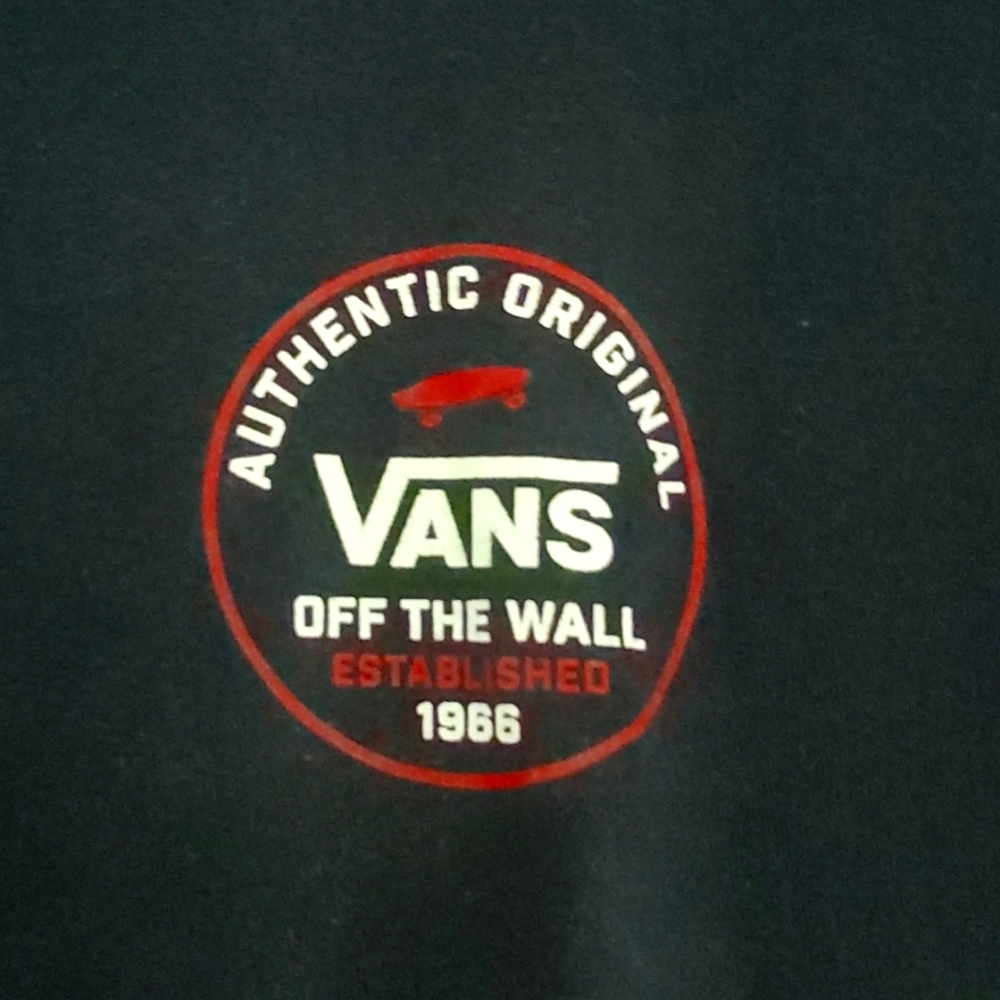 AUTHENTIC ORIGINAL
VANS
OFF THE WALL
ESTABLISHED
1966